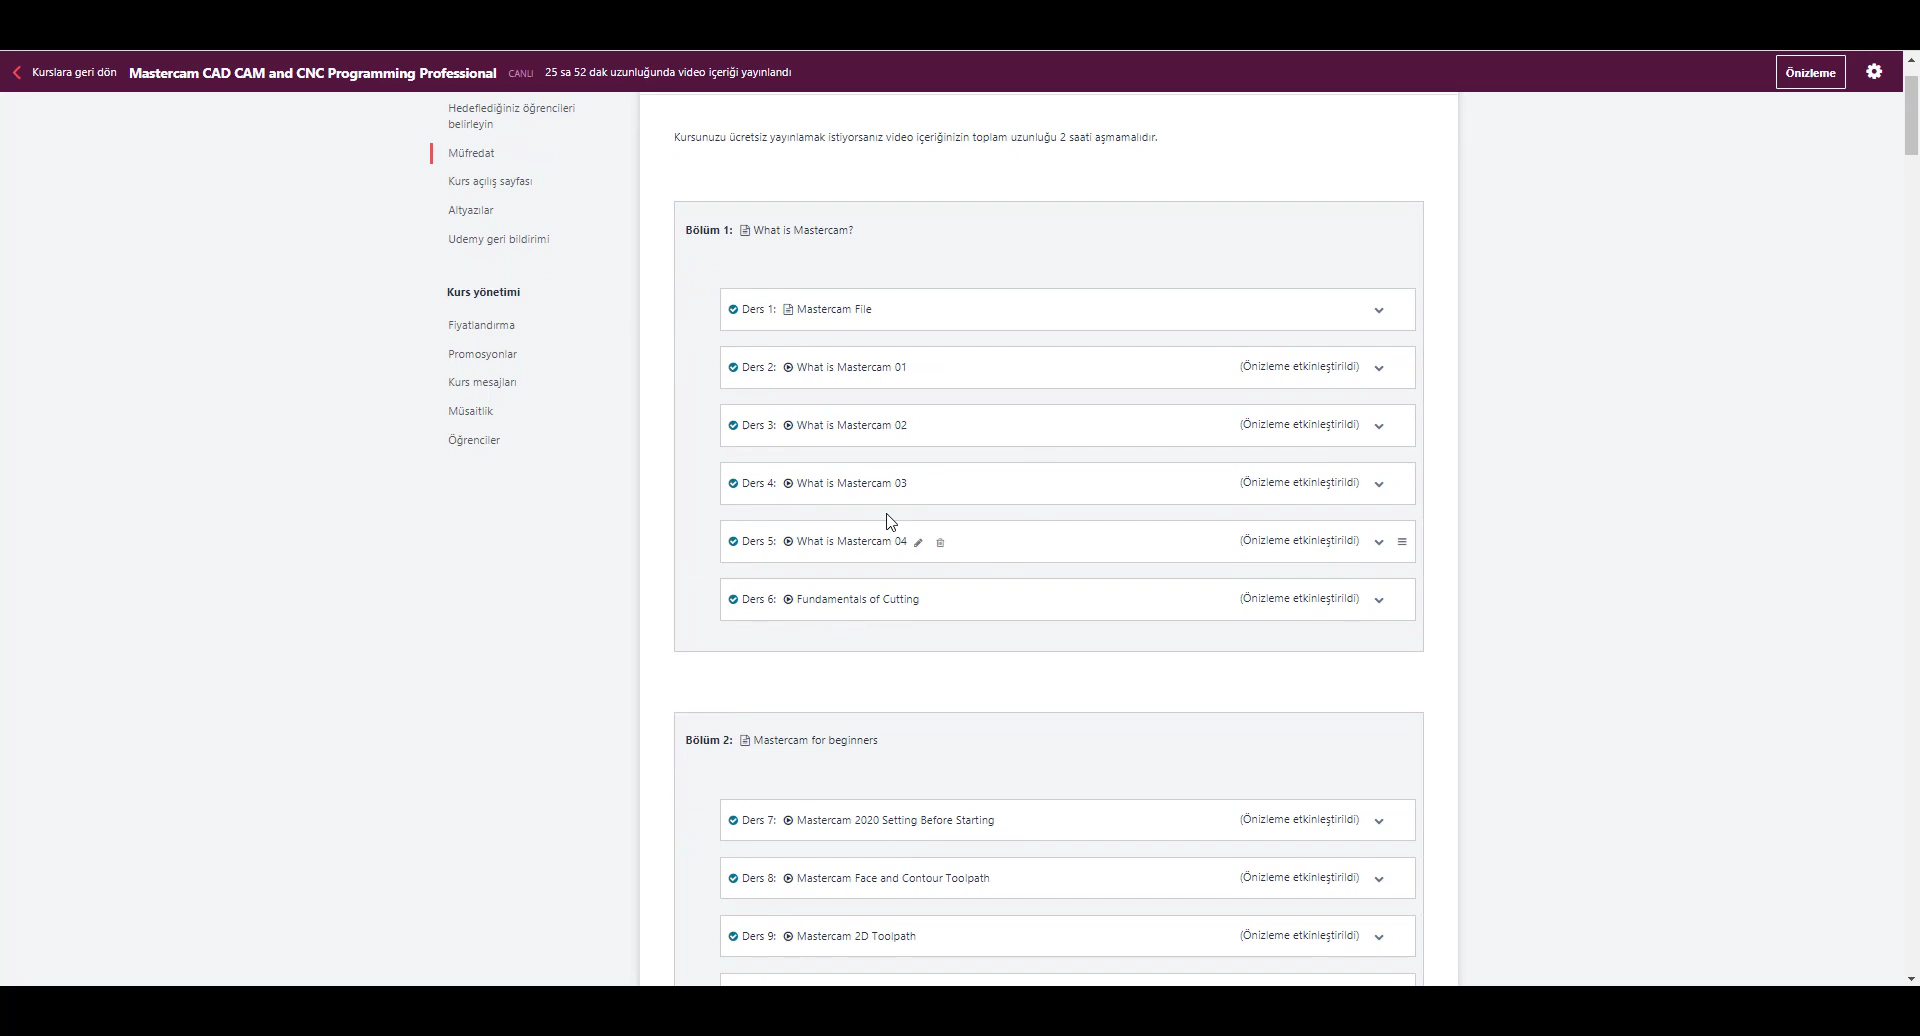 Kurslara geri dön Mastercam CAD CAM and CNC Programming Professional CANLI 25 sa 52 dak uzunluğunda video içeriği yayınlandı Önizleme
Hedeflediğiniz öğrencileri
belirleyin
Müfredat
Kurs açılış sayfası
Altyazılar
Udemy geri bildirimi
Kurs yönetimi
Fiyatlandırma
Promosyonlar
Kurs mesajları
Müsaitlik
Öğrenciler
Kursunuzu ücretsiz yayınlamak istiyorsanız video içeriğinizin toplam uzunluğu 2 saati aşmamalıdır.
Bölüm 1: What is Mastercam?
Ders 1: Mastercam File
Ders 2: What is Mastercam 01 (Önizleme etkinleştirildi)
Ders 3: What is Mastercam 02 (Önizleme etkinleştirildi)
Ders 4: What is Mastercam 03 (Önizleme etkinleştirildi)
Ders 5: What is Mastercam 04 (Önizleme etkinleştirildi)
Ders 6: Fundamentals of Cutting (Önizleme etkinleştirildi)
Bölüm 2: Mastercam for beginners
Ders 7: Mastercam 2020 Setting Before Starting (Önizleme etkinleştirildi)
Ders 8: Mastercam Face and Contour Toolpath (Önizleme etkinleştirildi)
Ders 9: Mastercam 2D Toolpath (Önizleme etkinleştirildi)